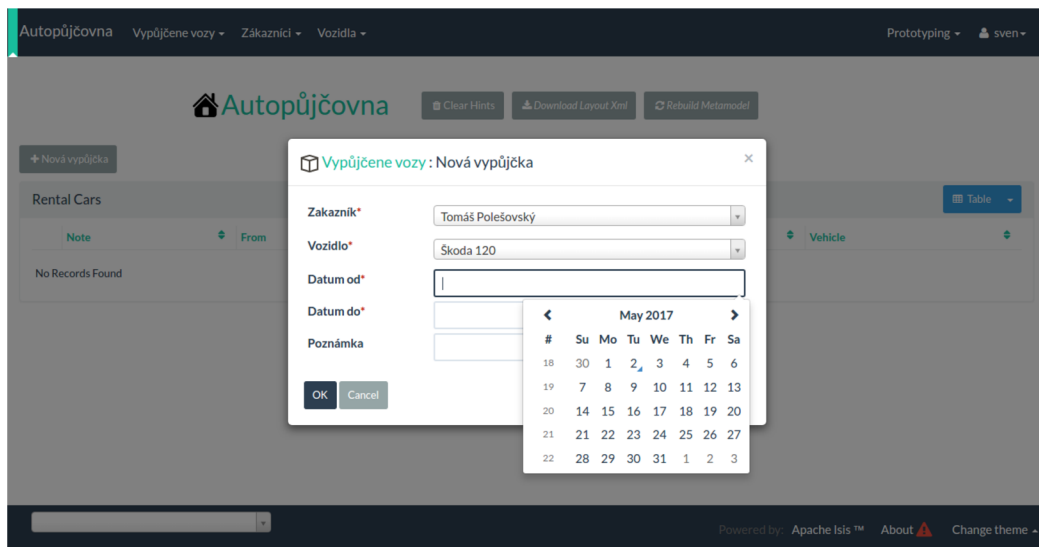 Autopůjčovna Vypůjčene vozy Zákazníci Vozidla Prototyping sven
Autopůjčovna Clear Hints Download Layout Xml Rebuild Metamodel
Nová vypůjčka
Vypůjčene vozy : Nová vypůjčka ×
Rental Cars Table
Note From Vehicle
No Records Found
Zakazník* Tomáš Polešovský
Vozidlo* Škoda 120
Datum od*
Datum do*
Poznámka
OK Cancel
May 2017
# Su Mo Tu We Th Fr Sa
18 30 1 2 3 4 5 6
19 7 8 9 10 11 12 13
20 14 15 16 17 18 19 20
21 21 22 23 24 25 26 27
22 28 29 30 31 1 2 3
Powered by: Apache Isis ™ About Change theme